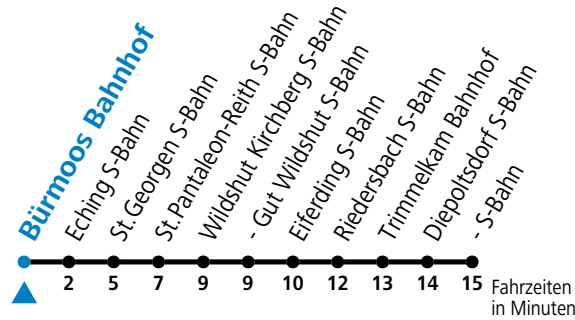 Bürmoos Bahnhof
Eching S-Bahn
St.Georgen S-Bahn
St.Pantaleon-Reith S-Bahn
Wildshut Kirchberg S-Bahn
- Gut Wildshut S-Bahn
Eiferding S-Bahn
Riedersbach S-Bahn
Trimmelkam Bahnhof
Diepoltsdorf S-Bahn
- S-Bahn
2 5 7 9 9 10 12 13 14 15 Fahrzeiten
in Minuten